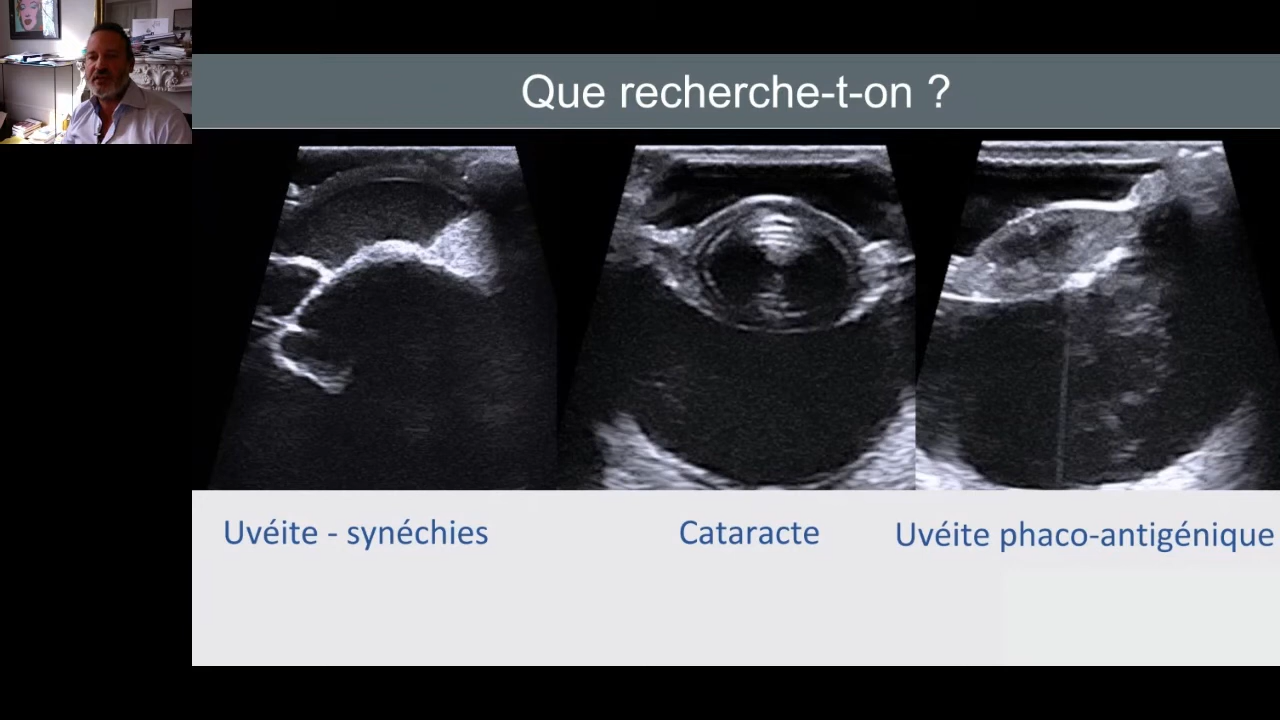 Que recherche-t-on ?
Uvéite - synéchies
Cataracte
Uvéite phaco-antigénique